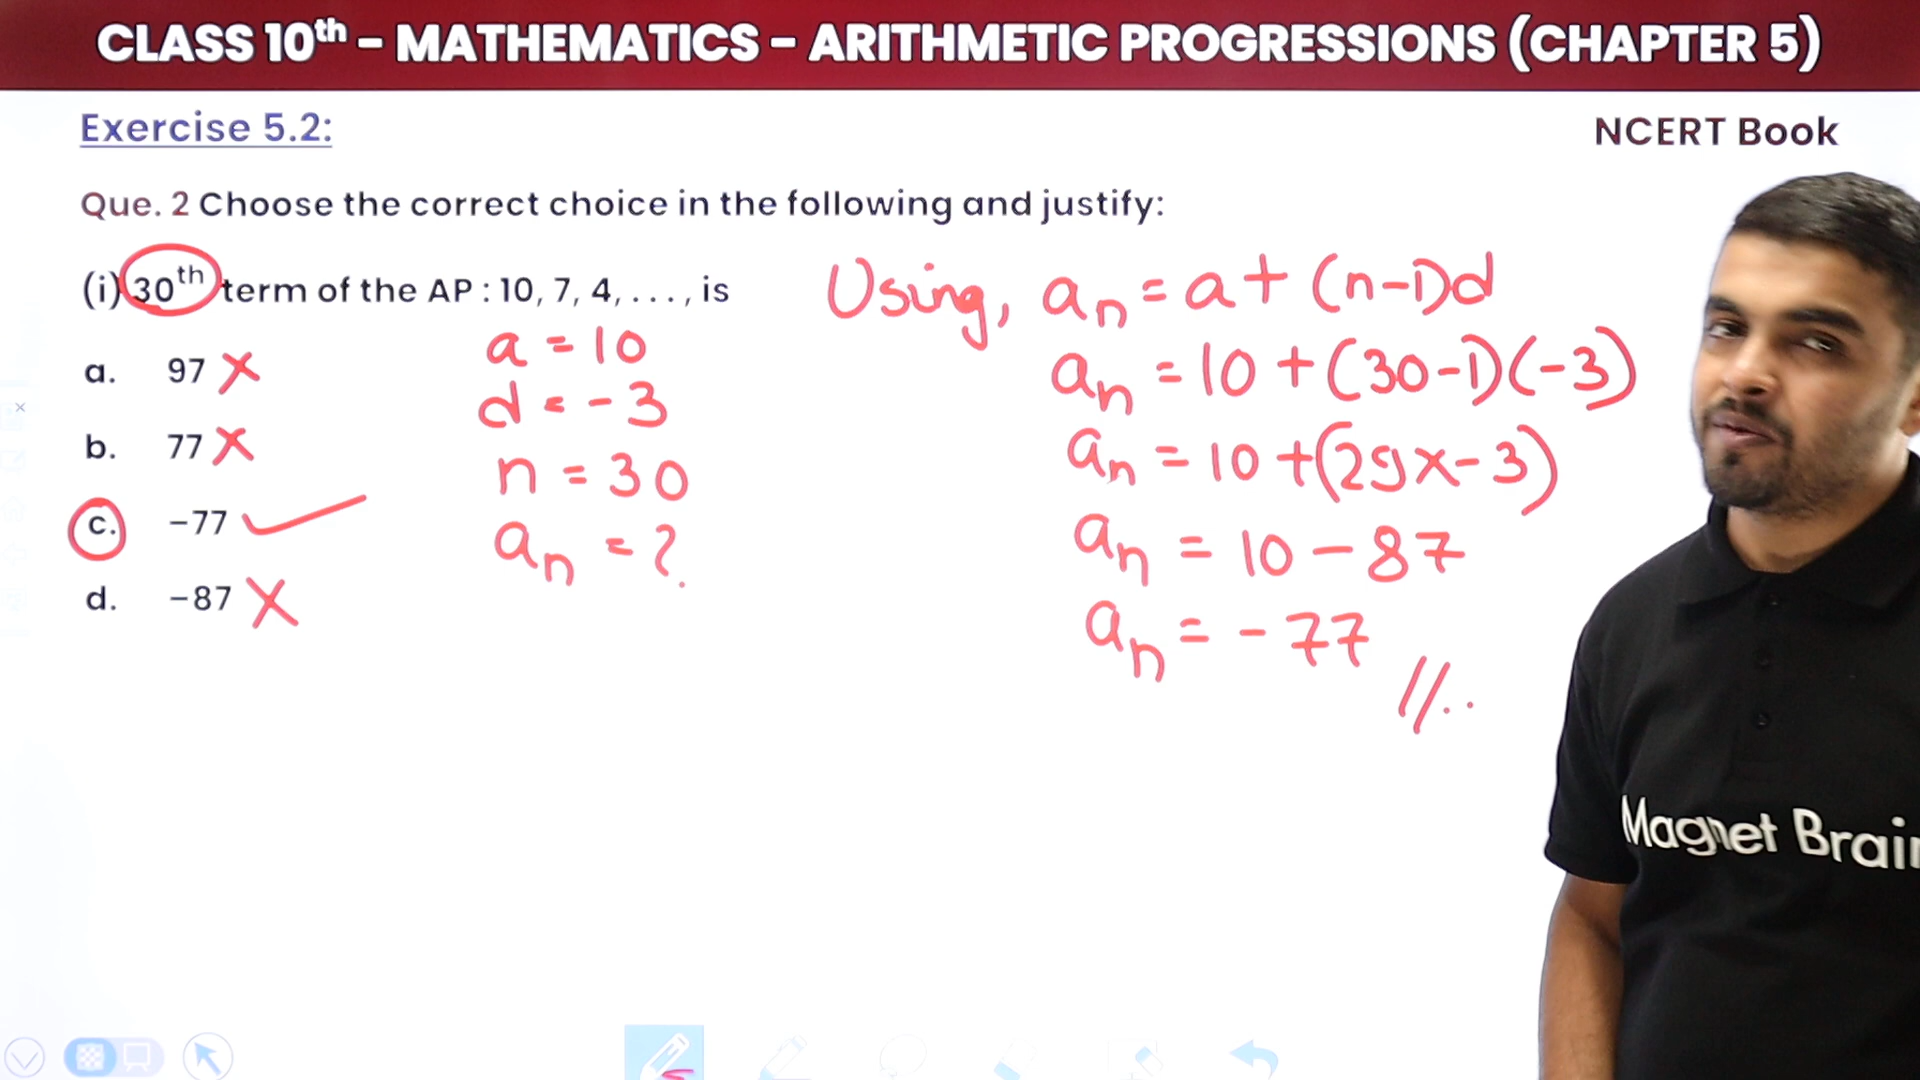 CLASS 10th - MATHEMATICS - ARITHMETIC PROGRESSIONS (CHAPTER 5)
Exercise 5.2:
NCERT Book
Que. 2 Choose the correct choice in the following and justify:
(i) 30th term of the AP : 10, 7, 4, . . . , is
a. 97 X
b. 77 X
c. -77 ✓
d. -87 X
a = 10
d = -3
n = 30
an = ?
Using, an = a + (n-1)d
an = 10 + (30-1)(-3)
an = 10 + (29x-3)
an = 10 - 87
an = - 77 //..
Magnet Brain